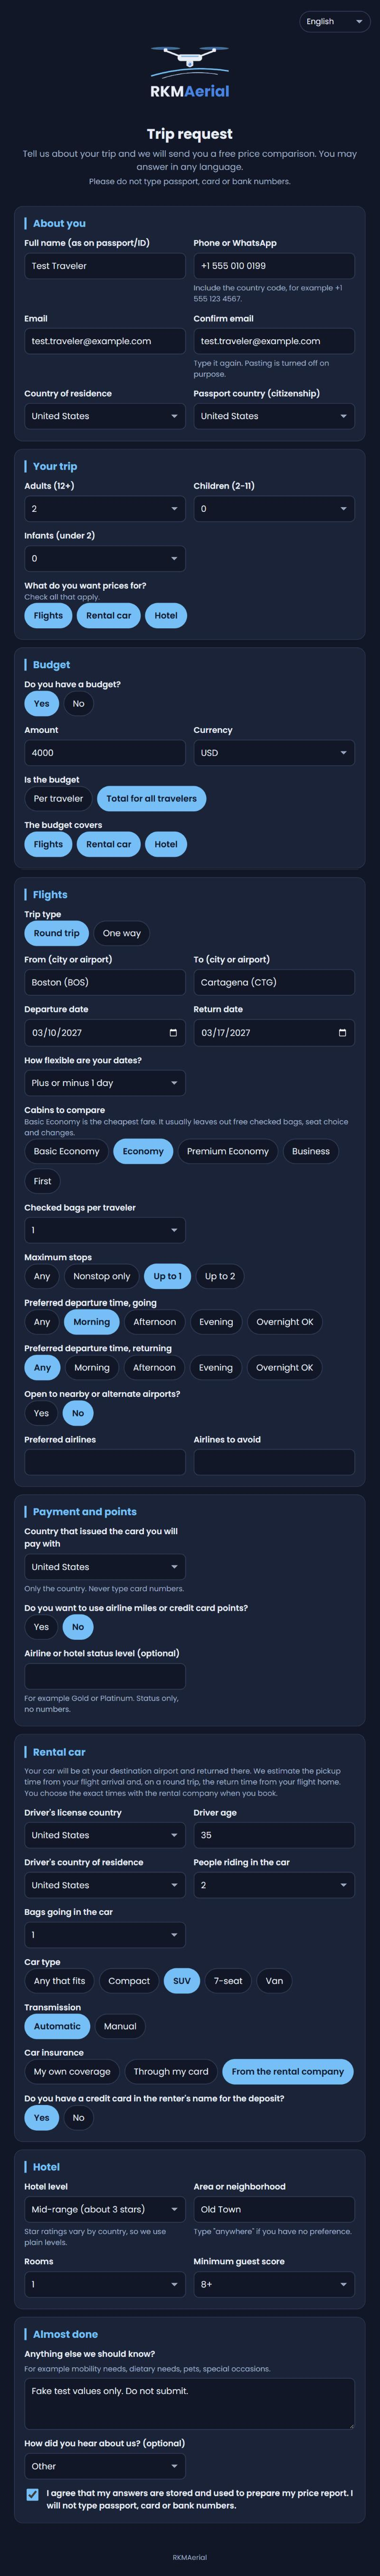 English
RKMAerial
Trip request
Tell us about your trip and we will send you a free price comparison. You may
answer in any language.
Please do not type passport, card or bank numbers.
About you
Full name (as on passport/ID)
Phone or WhatsApp
Test Traveler
+1 555 010 0199
Include the country code, for example +1
555 123 4567.
Email
Confirm email
test.traveler@example.com
test.traveler@example.com
Type it again. Pasting is turned off on
purpose.
Country of residence
Passport country (citizenship)
United States
United States
Your trip
Adults (12+)
Children (2-11)
2
0
Infants (under 2)
0
What do you want prices for?
Check all that apply.
Flights
Rental car
Hotel
Budget
Do you have a budget?
Yes
No
Amount
Currency
4000
USD
Is the budget
Per traveler
Total for all travelers
The budget covers
Flights
Rental car
Hotel
Flights
Trip type
Round trip
One way
From (city or airport)
To (city or airport)
Boston (BOS)
Cartagena (CTG)
Departure date
Return date
03/10/2027
03/17/2027
How flexible are your dates?
Plus or minus 1 day
Cabins to compare
Basic Economy is the cheapest fare. It usually leaves out free checked bags, seat choice
and changes.
Basic Economy
Economy
Premium Economy
Business
First
Checked bags per traveler
1
Maximum stops
Any
Nonstop only
Up to 1
Up to 2
Preferred departure time, going
Any
Morning
Afternoon
Evening
Overnight OK
Preferred departure time, returning
Any
Morning
Afternoon
Evening
Overnight OK
Open to nearby or alternate airports?
Yes
No
Preferred airlines
Airlines to avoid
Payment and points
Country that issued the card you will
pay with
United States
Only the country. Never type card numbers.
Do you want to use airline miles or credit card points?
Yes
No
Airline or hotel status level (optional)
For example Gold or Platinum. Status only,
no numbers.
Rental car
Your car will be at your destination airport and returned there. We estimate the pickup
time from your flight arrival and, on a round trip, the return time from your flight home.
You choose the exact times with the rental company when you book.
Driver's license country
Driver age
United States
35
Driver's country of residence
People riding in the car
United States
2
Bags going in the car
1
Car type
Any that fits
Compact
SUV
7-seat
Van
Transmission
Automatic
Manual
Car insurance
My own coverage
Through my card
From the rental company
Do you have a credit card in the renter's name for the deposit?
Yes
No
Hotel
Hotel level
Area or neighborhood
Mid-range (about 3 stars)
Old Town
Star ratings vary by country, so we use
plain levels.
Type "anywhere" if you have no preference.
Rooms
Minimum guest score
1
8+
Almost done
Anything else we should know?
For example mobility needs, dietary needs, pets, special occasions.
Fake test values only. Do not submit.
How did you hear about us? (optional)
Other
I agree that my answers are stored and used to prepare my price report. I
will not type passport, card or bank numbers.
RKMAerial